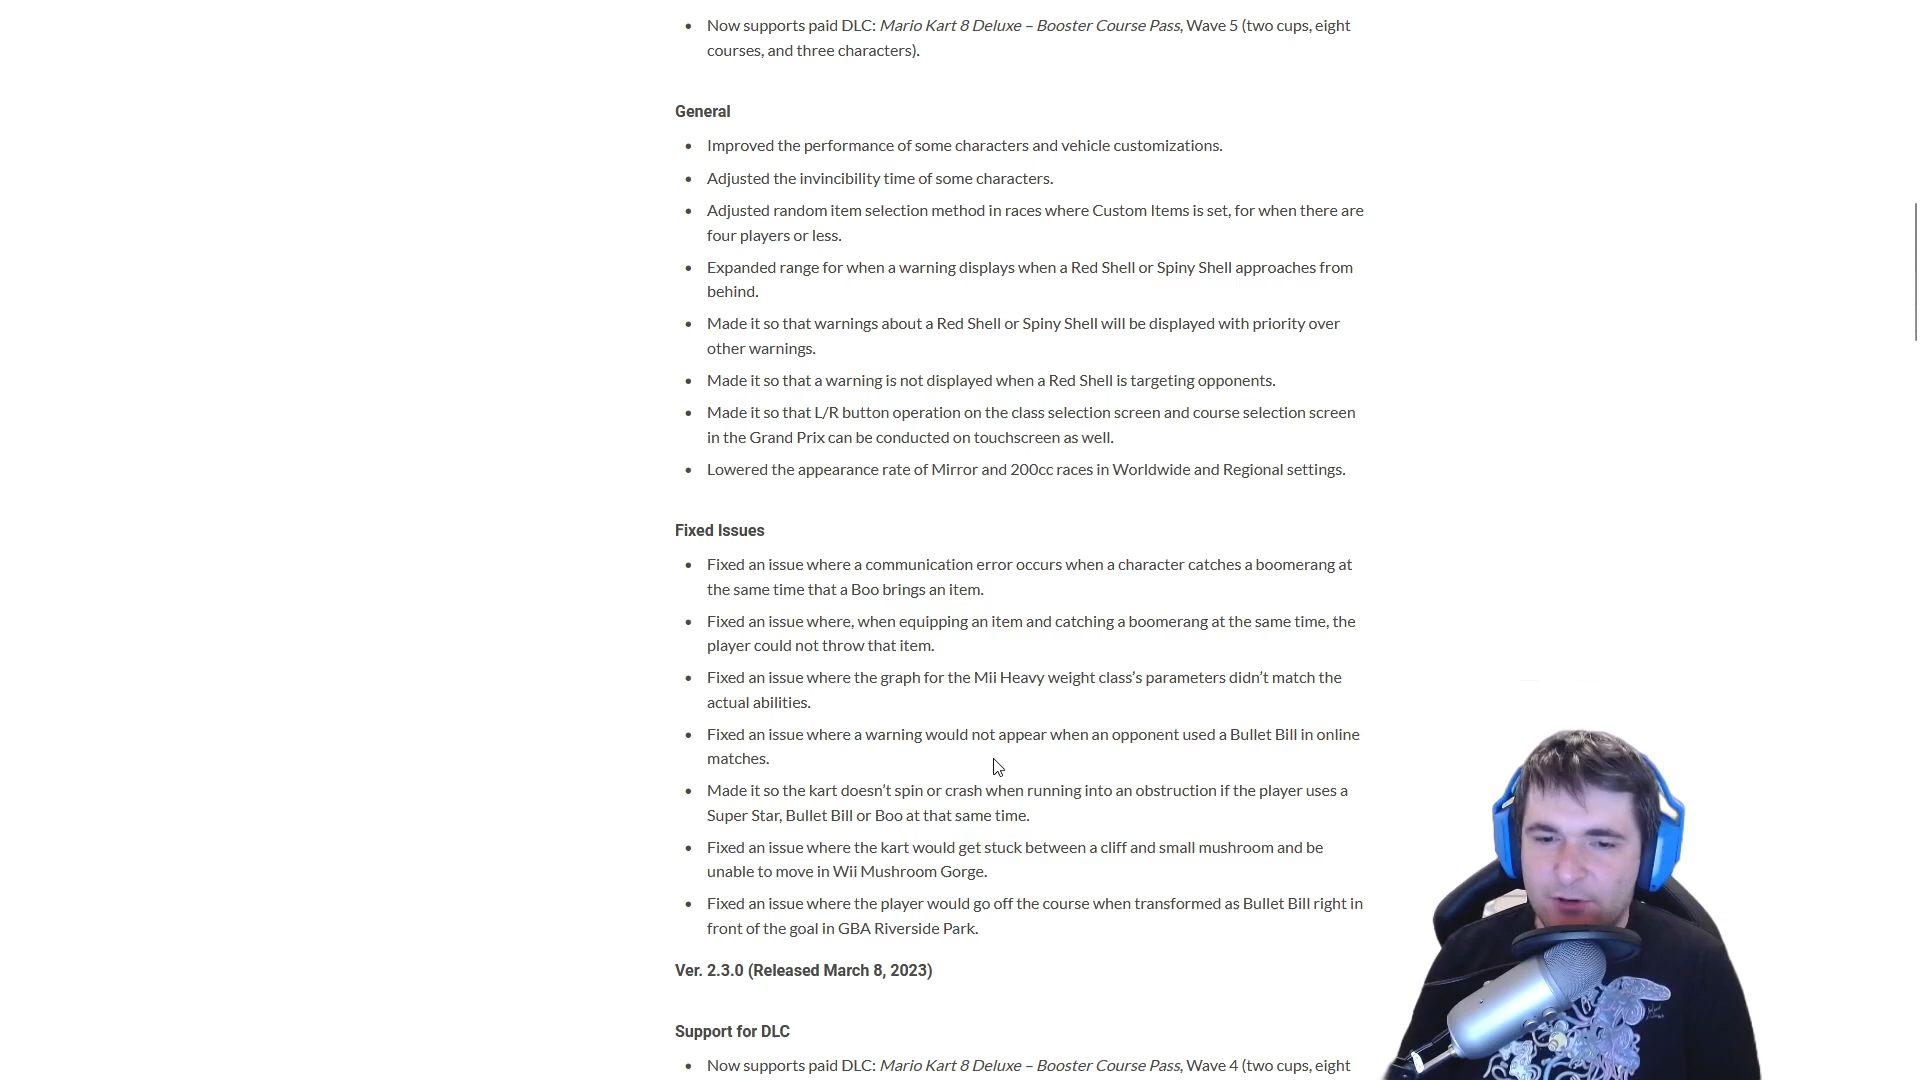 Now supports paid DLC: Mario Kart 8 Deluxe – Booster Course Pass, Wave 5 (two cups, eight
courses, and three characters).
General
Improved the performance of some characters and vehicle customizations.
Adjusted the invincibility time of some characters.
Adjusted random item selection method in races where Custom Items is set, for when there are
four players or less.
Expanded range for when a warning displays when a Red Shell or Spiny Shell approaches from
behind.
Made it so that warnings about a Red Shell or Spiny Shell will be displayed with priority over
other warnings.
Made it so that a warning is not displayed when a Red Shell is targeting opponents.
Made it so that L/R button operation on the class selection screen and course selection screen
in the Grand Prix can be conducted on touchscreen as well.
Lowered the appearance rate of Mirror and 200cc races in Worldwide and Regional settings.
Fixed Issues
Fixed an issue where a communication error occurs when a character catches a boomerang at
the same time that a Boo brings an item.
Fixed an issue where, when equipping an item and catching a boomerang at the same time, the
player could not throw that item.
Fixed an issue where the graph for the Mii Heavy weight class’s parameters didn’t match the
actual abilities.
Fixed an issue where a warning would not appear when an opponent used a Bullet Bill in online
matches.
Made it so the kart doesn’t spin or crash when running into an obstruction if the player uses a
Super Star, Bullet Bill or Boo at that same time.
Fixed an issue where the kart would get stuck between a cliff and small mushroom and be
unable to move in Wii Mushroom Gorge.
Fixed an issue where the player would go off the course when transformed as Bullet Bill right in
front of the goal in GBA Riverside Park.
Ver. 2.3.0 (Released March 8, 2023)
Support for DLC
Now supports paid DLC: Mario Kart 8 Deluxe – Booster Course Pass, Wave 4 (two cups, eight